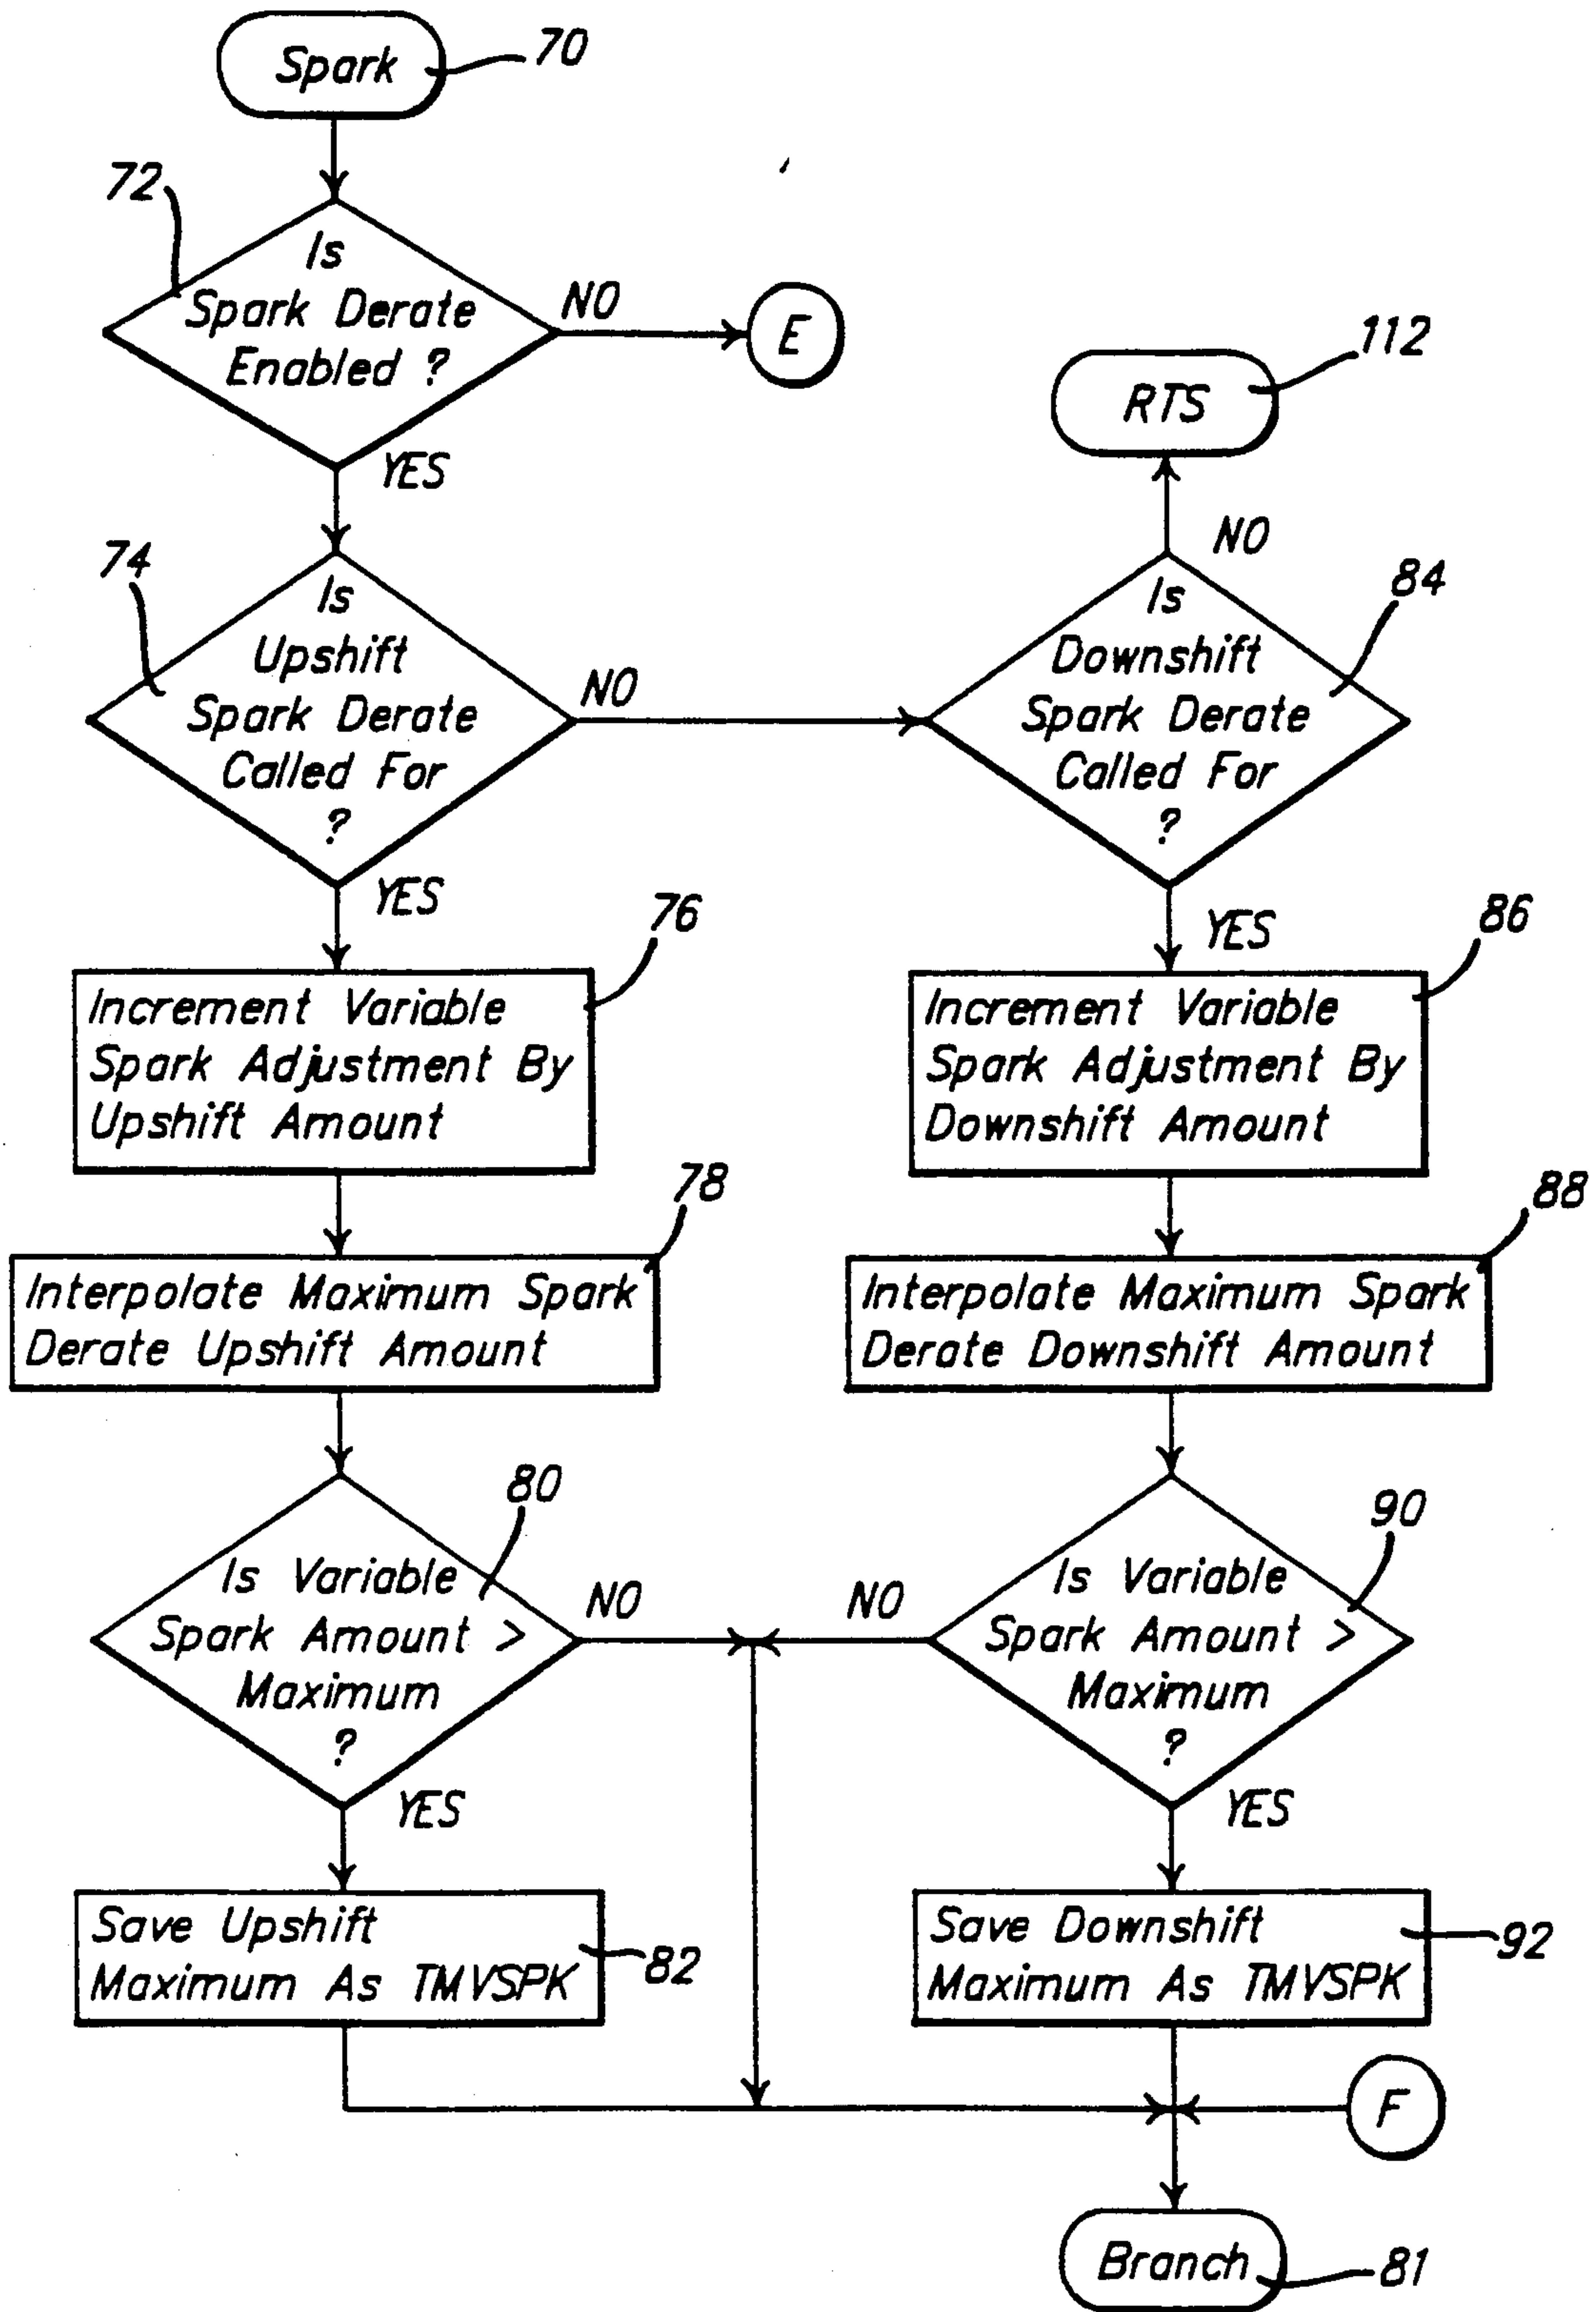 Spark
70
72
Is
Spark Derate
Enabled ?
NO
E
YES
RTS
112
NO
74
Is
Upshift
Spark Derate
Called For
?
NO
YES
84
Is
Downshift
Spark Derate
Called For
?
YES
76
Increment Variable
Spark Adjustment By
Upshift Amount
86
Increment Variable
Spark Adjustment By
Downshift Amount
78
Interpolate Maximum Spark
Derate Upshift Amount
88
Interpolate Maximum Spark
Derate Downshift Amount
80
Is Variable
Spark Amount >
Maximum
?
NO
YES
90
NO
Is Variable
Spark Amount >
Maximum
?
YES
Save Upshift
Maximum As TMVSPK
82
Save Downshift
Maximum As TMVSPK
92
F
Branch
81